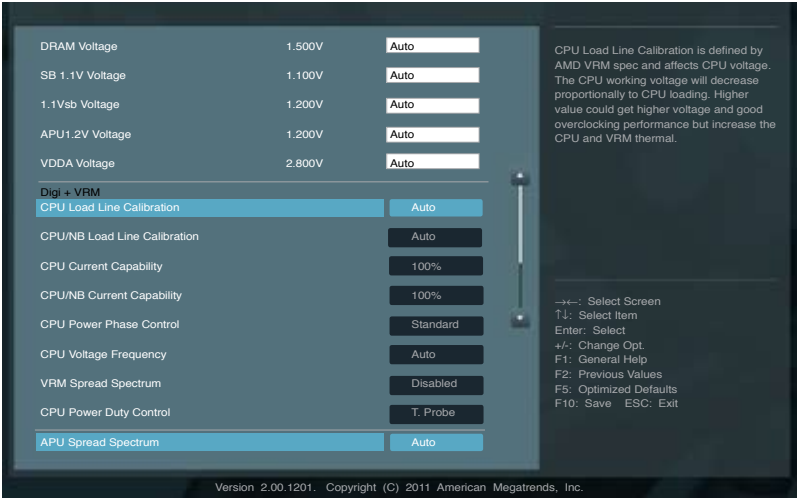 DRAM Voltage 1.500V Auto
SB 1.1V Voltage 1.100V Auto
1.1Vsb Voltage 1.200V Auto
APU1.2V Voltage 1.200V Auto
VDDA Voltage 2.800V Auto
Digi + VRM
CPU Load Line Calibration Auto
CPU/NB Load Line Calibration Auto
CPU Current Capability 100%
CPU/NB Current Capability 100%
CPU Power Phase Control Standard
CPU Voltage Frequency Auto
VRM Spread Spectrum Disabled
CPU Power Duty Control T. Probe
APU Spread Spectrum Auto
CPU Load Line Calibration is defined by
AMD VRM spec and affects CPU voltage.
The CPU working voltage will decrease
proportionally to CPU loading. Higher
value could get higher voltage and good
overclocking performance but increase the
CPU and VRM thermal.
→←: Select Screen
↑↓: Select Item
Enter: Select
+/-: Change Opt.
F1: General Help
F2: Previous Values
F5: Optimized Defaults
F10: Save ESC: Exit
Version 2.00.1201. Copyright (C) 2011 American Megatrends, Inc.